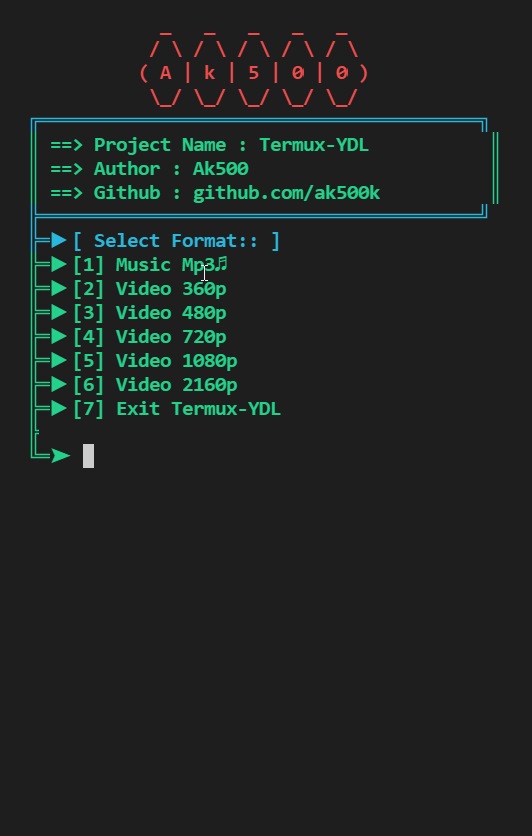 ( A | k | 5 | 0 | 0 )
==> Project Name : Termux-YDL
==> Author : Ak500
==> Github : github.com/ak500k
[ Select Format:: ]
[1] Music Mp3♫
[2] Video 360p
[3] Video 480p
[4] Video 720p
[5] Video 1080p
[6] Video 2160p
[7] Exit Termux-YDL